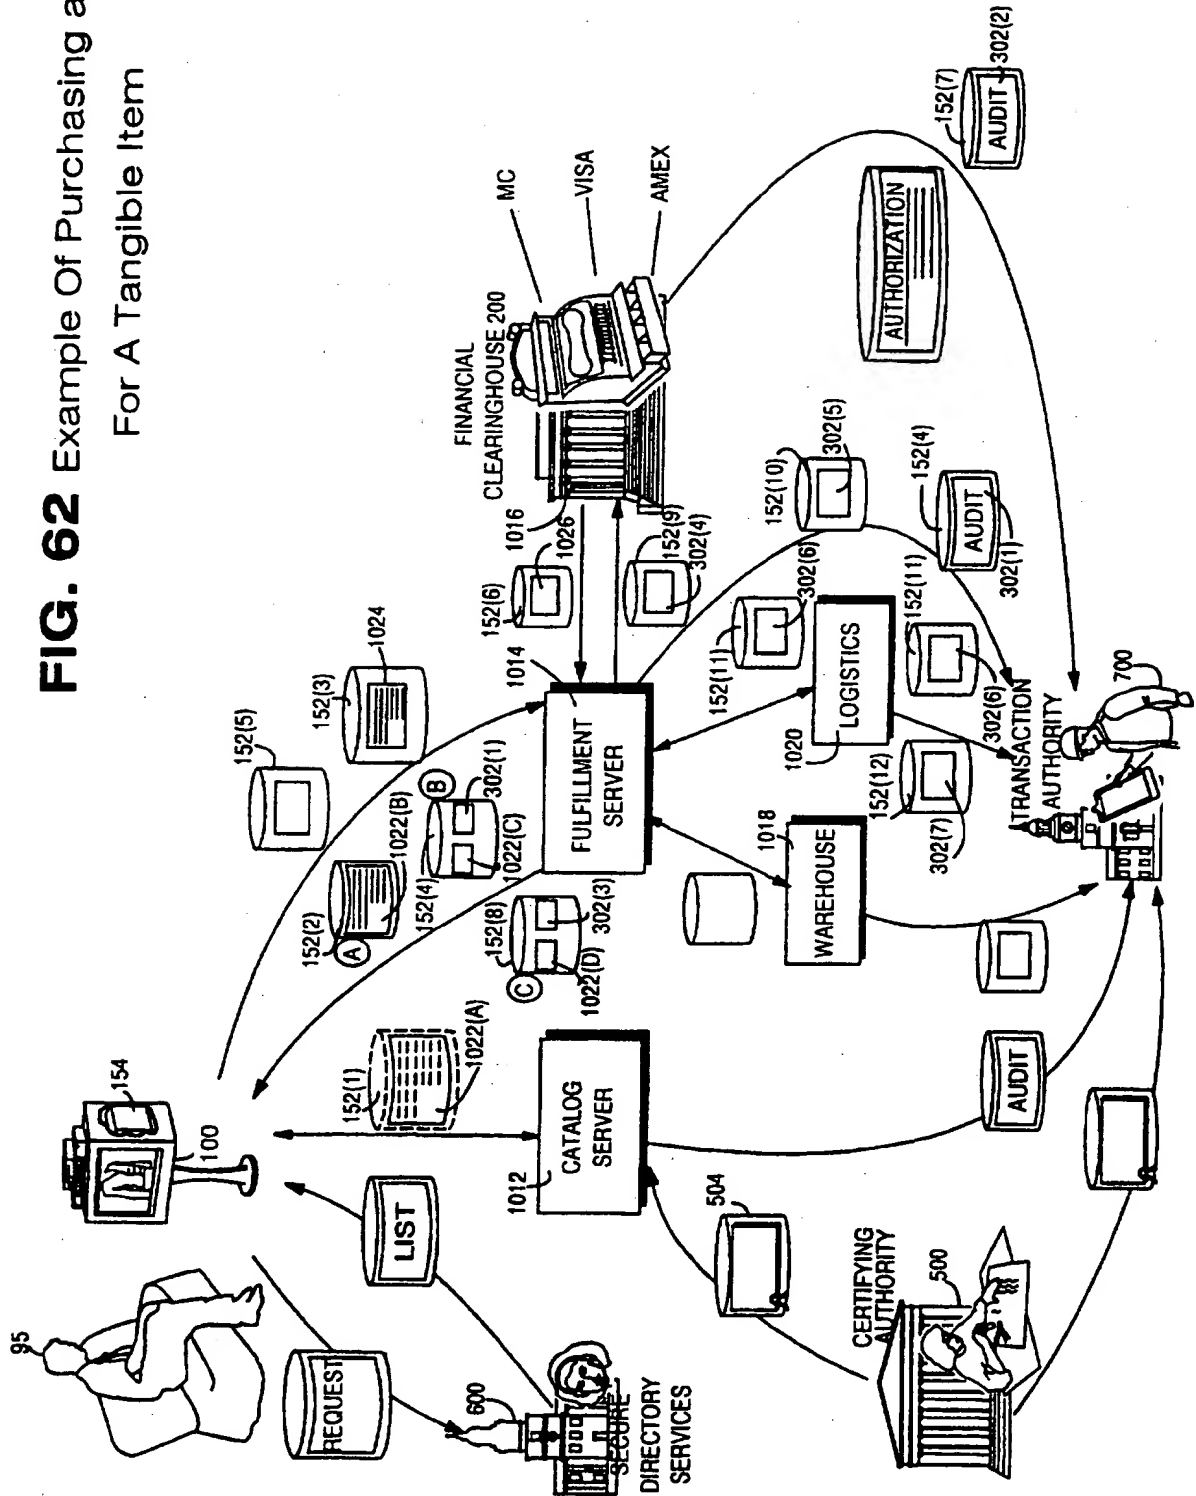 FIG. 62 Example Of Purchasing a
For A Tangible Item
95
154
100
REQUEST
LIST
600
SECURE
DIRECTORY
SERVICES
152(1)
1022(A)
1012
CATALOG
SERVER
504
CERTIFYING
AUTHORITY
500
AUDIT
152(5)
152(3)
1024
152(2)
A
1022(B)
B
152(4)
302(1)
1022(C)
152(8)
C
302(3)
1022(D)
1014
FULFILLMENT
SERVER
152(6)
1026
1016
152(9)
302(4)
FINANCIAL
CLEARINGHOUSE 200
MC
VISA
AMEX
1018
WAREHOUSE
152(11)
302(6)
1020
LOGISTICS
152(10)
302(5)
152(11)
302(6)
152(12)
302(7)
152(4)
AUDIT
302(1)
AUTHORIZATION
152(7)
AUDIT
302(2)
TRANSACTION
AUTHORITY
700